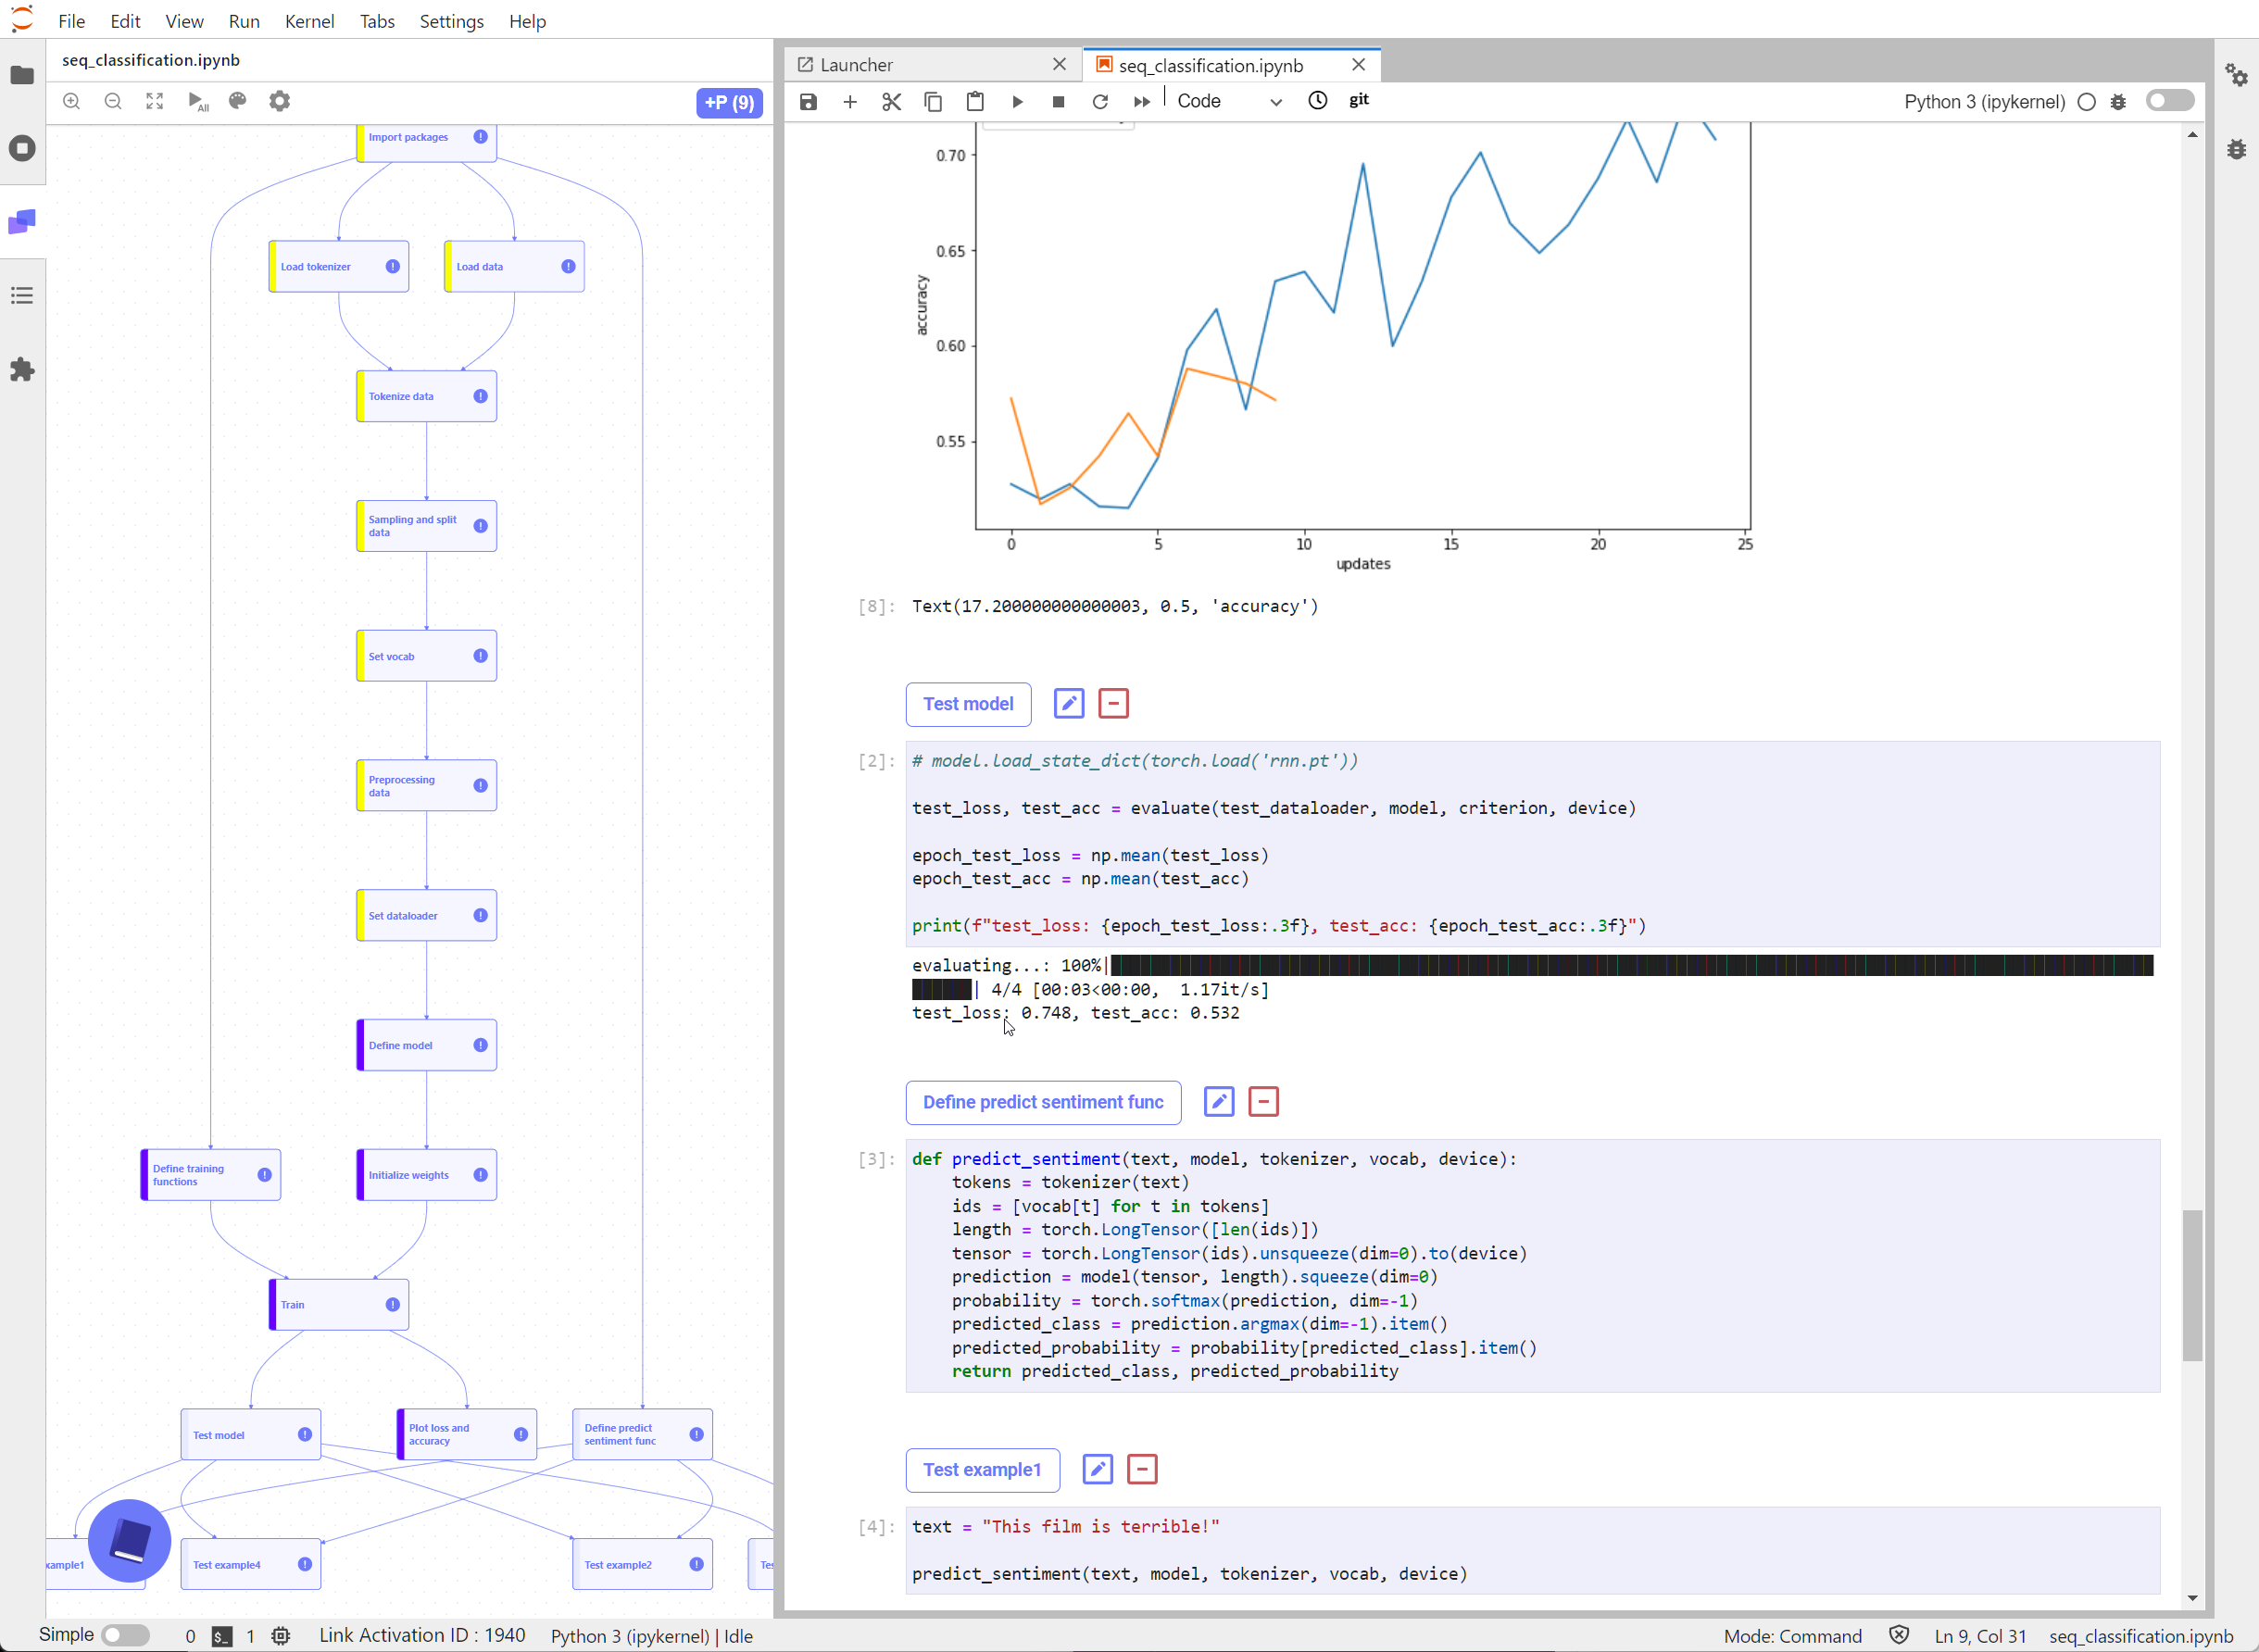 File Edit View Run Kernel Tabs Settings Help
seq_classification.ipynb
All
+P (9)
Import packages
Load tokenizer
Load data
Tokenize data
Sampling and split
data
Set vocab
Preprocessing
data
Set dataloader
Define model
Define training
functions
Initialize weights
Train
Test model
Plot loss and
accuracy
Define predict
sentiment func
xample1
Test example4
Test example2
Tes
Launcher
seq_classification.ipynb
Code
git
Python 3 (ipykernel)
0.70
0.65
0.60
0.55
accuracy
0 5 10 15 20 25
updates
[8]: Text(17.200000000000003, 0.5, 'accuracy')
Test model
[2]: # model.load_state_dict(torch.load('rnn.pt'))
test_loss, test_acc = evaluate(test_dataloader, model, criterion, device)
epoch_test_loss = np.mean(test_loss)
epoch_test_acc = np.mean(test_acc)
print(f"test_loss: {epoch_test_loss:.3f}, test_acc: {epoch_test_acc:.3f}")
evaluating...: 100%|
| 4/4 [00:03<00:00, 1.17it/s]
test_loss: 0.748, test_acc: 0.532
Define predict sentiment func
[3]: def predict_sentiment(text, model, tokenizer, vocab, device):
tokens = tokenizer(text)
ids = [vocab[t] for t in tokens]
length = torch.LongTensor([len(ids)])
tensor = torch.LongTensor(ids).unsqueeze(dim=0).to(device)
prediction = model(tensor, length).squeeze(dim=0)
probability = torch.softmax(prediction, dim=-1)
predicted_class = prediction.argmax(dim=-1).item()
predicted_probability = probability[predicted_class].item()
return predicted_class, predicted_probability
Test example1
[4]: text = "This film is terrible!"
predict_sentiment(text, model, tokenizer, vocab, device)
Simple 0 $_ 1 Link Activation ID : 1940 Python 3 (ipykernel) | Idle Mode: Command Ln 9, Col 31 seq_classification.ipynb